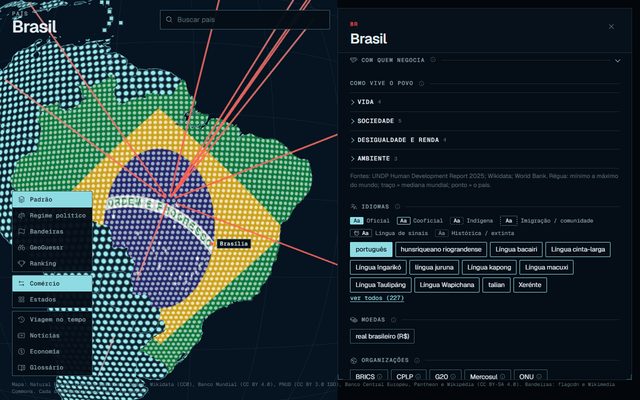 PAÍS
Brasil
Buscar país
ORDEM E PROGRESSO
Brasília
Padrão
Regime político
Bandeiras
GeoGuessr
Ranking
Comércio
Estados
Viagem no tempo
Notícias
Economia
Glossário
BR
Brasil
COM QUEM NEGOCIA
COMO VIVE O POVO
VIDA 4
SOCIEDADE 5
DESIGUALDADE E RENDA 4
AMBIENTE 3
Fontes: UNDP Human Development Report 2025; Wikidata; World Bank. Régua: mínimo a máximo
do mundo; traço = mediana mundial; ponto = o país.
IDIOMAS
Aa Oficial Aa Cooficial Aa Indígena Aa Imigração / comunidade
Aa Língua de sinais Aa Histórica / extinta
português hunsriqueano riograndense Língua bacairi Língua cinta-larga
Língua Ingarikó língua juruna Língua kapong Língua macuxi
Língua Taulipáng Língua Wapichana talian Xerénte
ver todos (227)
MOEDAS
real brasileiro (R$)
ORGANIZAÇÕES
BRICS CPLP G20 Mercosul ONU
Mapa: Natural Wikidata (CC0), Banco Mundial (CC BY 4.0), PNUD (CC BY 3.0 IGO), Banco Central Europeu, Pantheon e Wikipédia (CC BY-SA 4.0). Bandeiras: flagcdn e Wikimedia
Commons.